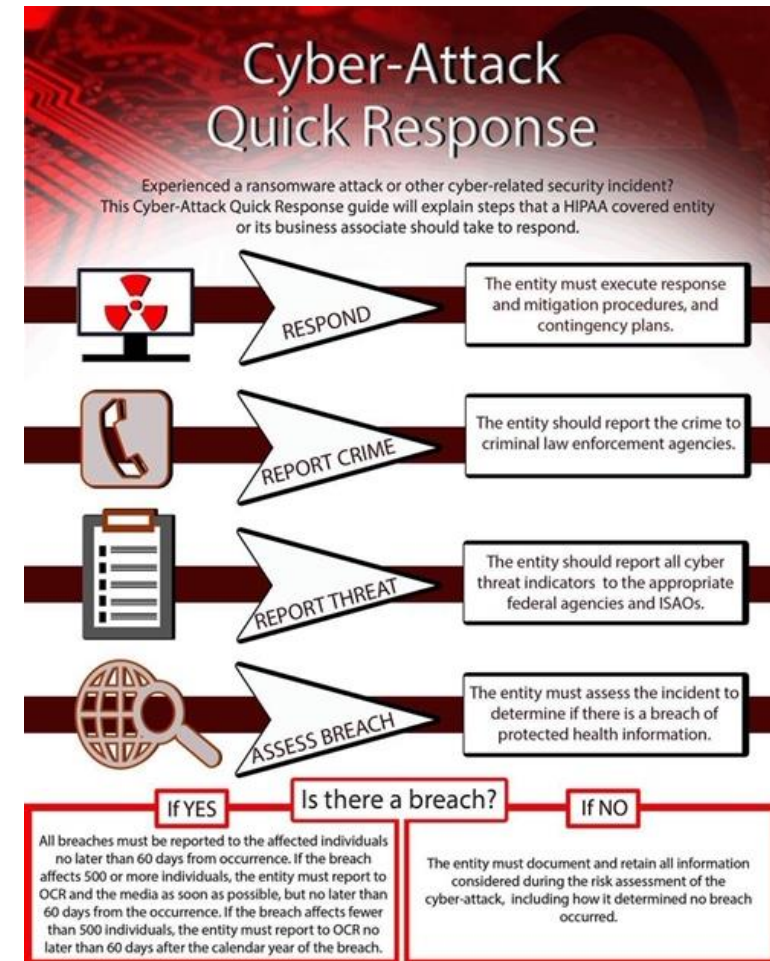 Cyber-Attack
Quick Response
Experienced a ransomware attack or other cyber-related security incident?
This Cyber-Attack Quick Response guide will explain steps that a HIPAA covered entity
or its business associate should take to respond.
RESPOND
The entity must execute response
and mitigation procedures, and
contingency plans.
REPORT CRIME
The entity should report the crime to
criminal law enforcement agencies.
REPORT THREAT
The entity should report all cyber
threat indicators to the appropriate
federal agencies and ISAOs.
ASSESS BREACH
The entity must assess the incident to
determine if there is a breach of
protected health information.
Is there a breach?
If YES
All breaches must be reported to the affected individuals
no later than 60 days from occurrence. If the breach
affects 500 or more individuals, the entity must report to
OCR and the media as soon as possible, but no later than
60 days from the occurrence. If the breach affects fewer
than 500 individuals, the entity must report to OCR no
later than 60 days after the calendar year of the breach.
If NO
The entity must document and retain all information
considered during the risk assessment of the
cyber-attack, including how it determined no breach
occurred.